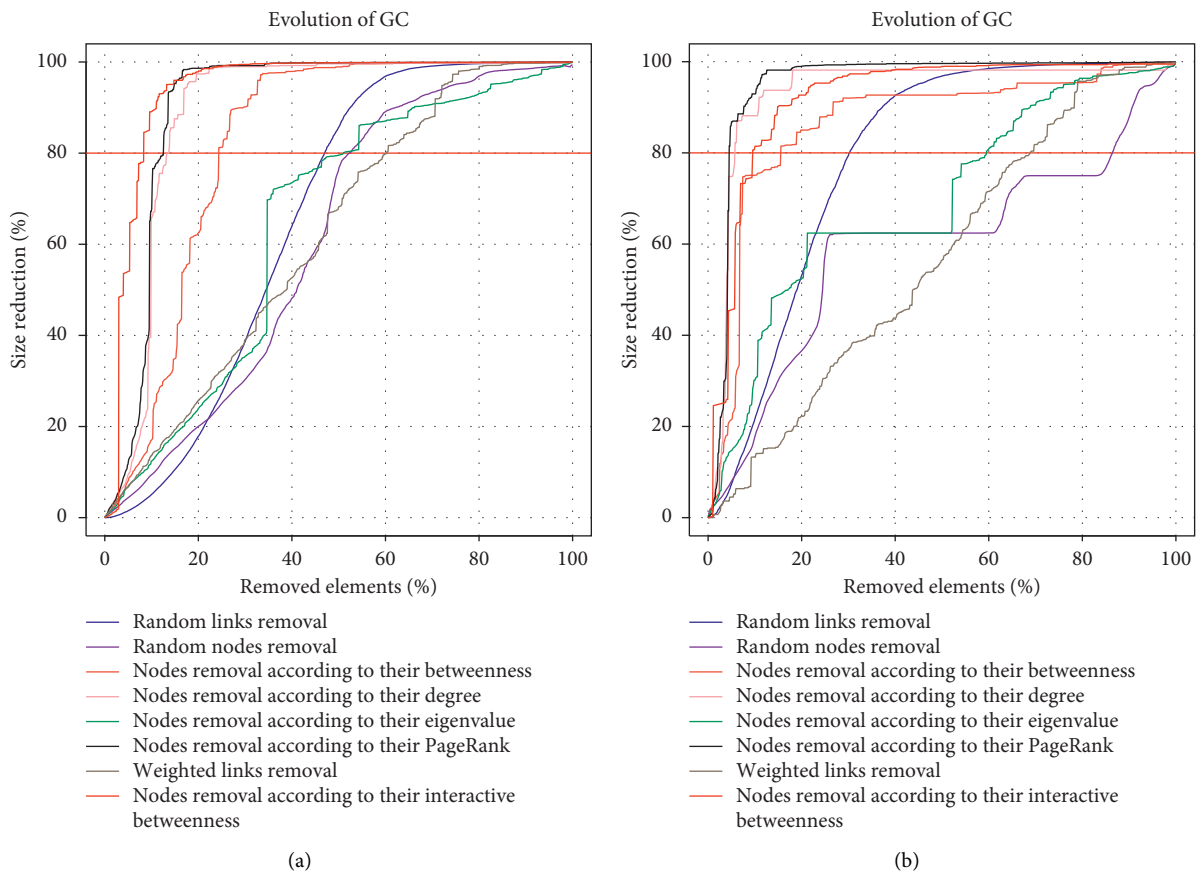 Evolution of GC
100
80
60
40
20
0
Size reduction (%)
0 20 40 60 80 100
Removed elements (%)
Random links removal
Random nodes removal
Nodes removal according to their betweenness
Nodes removal according to their degree
Nodes removal according to their eigenvalue
Nodes removal according to their PageRank
Weighted links removal
Nodes removal according to their interactive
betweenness
(a)
Evolution of GC
100
80
60
40
20
0
Size reduction (%)
0 20 40 60 80 100
Removed elements (%)
Random links removal
Random nodes removal
Nodes removal according to their betweenness
Nodes removal according to their degree
Nodes removal according to their eigenvalue
Nodes removal according to their PageRank
Weighted links removal
Nodes removal according to their interactive
betweenness
(b)